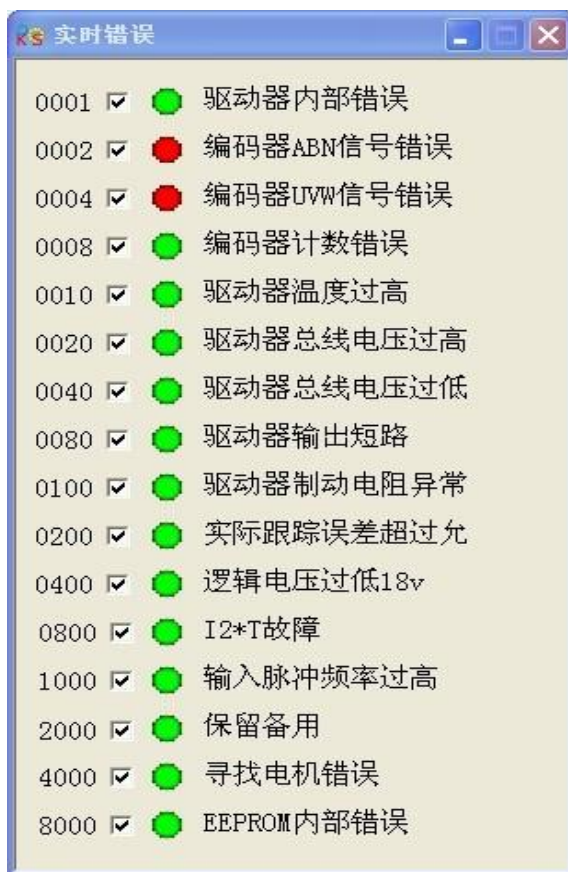 实时错误
0001 驱动器内部错误
0002 编码器ABN信号错误
0004 编码器UVW信号错误
0008 编码器计数错误
0010 驱动器温度过高
0020 驱动器总线电压过高
0040 驱动器总线电压过低
0080 驱动器输出短路
0100 驱动器制动电阻异常
0200 实际跟踪误差超过允
0400 逻辑电压过低18v
0800 I2*T故障
1000 输入脉冲频率过高
2000 保留备用
4000 寻找电机错误
8000 EEPROM内部错误